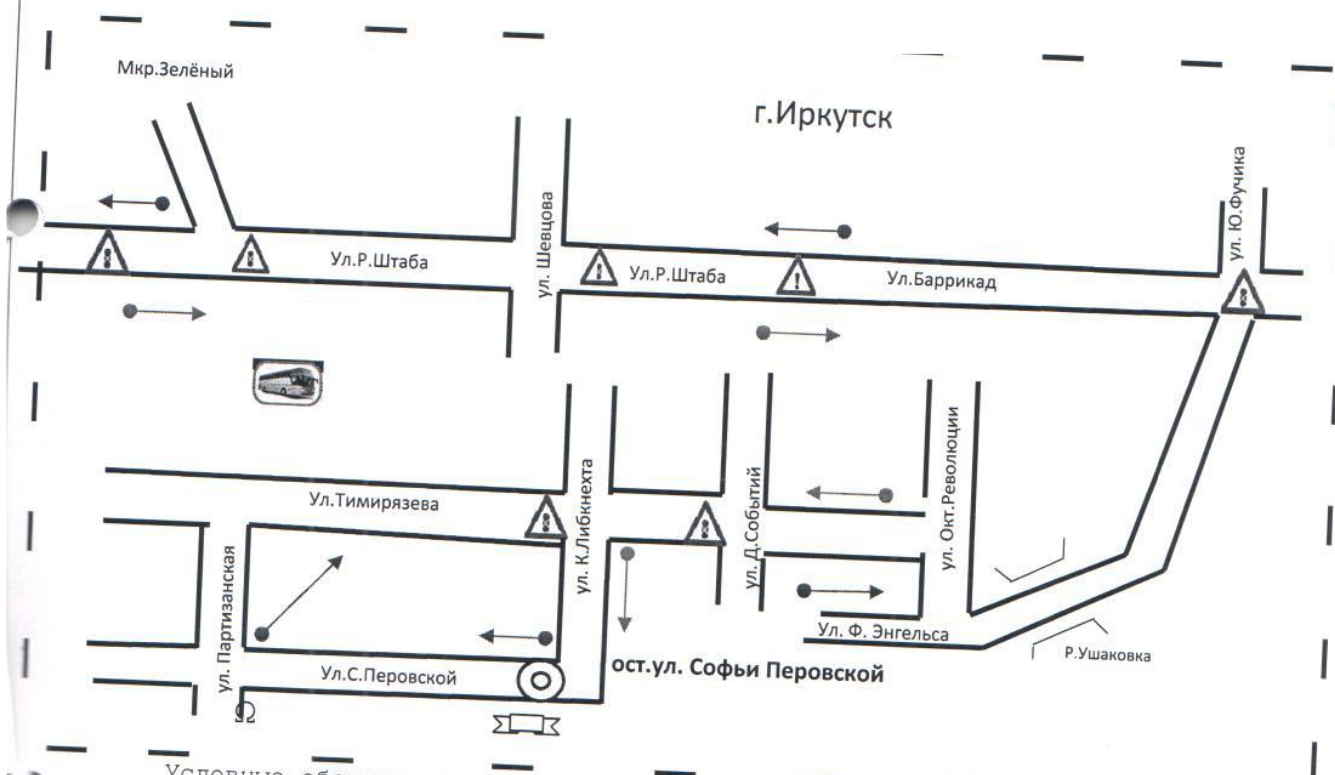 Мкр.Зелёный
г.Иркутск
ул. Ю.Фучика
ул. Шевцова
Ул.Р.Штаба
Ул.Р.Штаба
Ул.Баррикад
Ул.Тимирязева
ул. К.Либкнехта
ул. Д.Событий
ул. Окт.Революции
ул. Партизанская
Ул. Ф. Энгельса
Р.Ушаковка
ост.ул. Софьи Перовской
Ул.С.Перовской
Условные